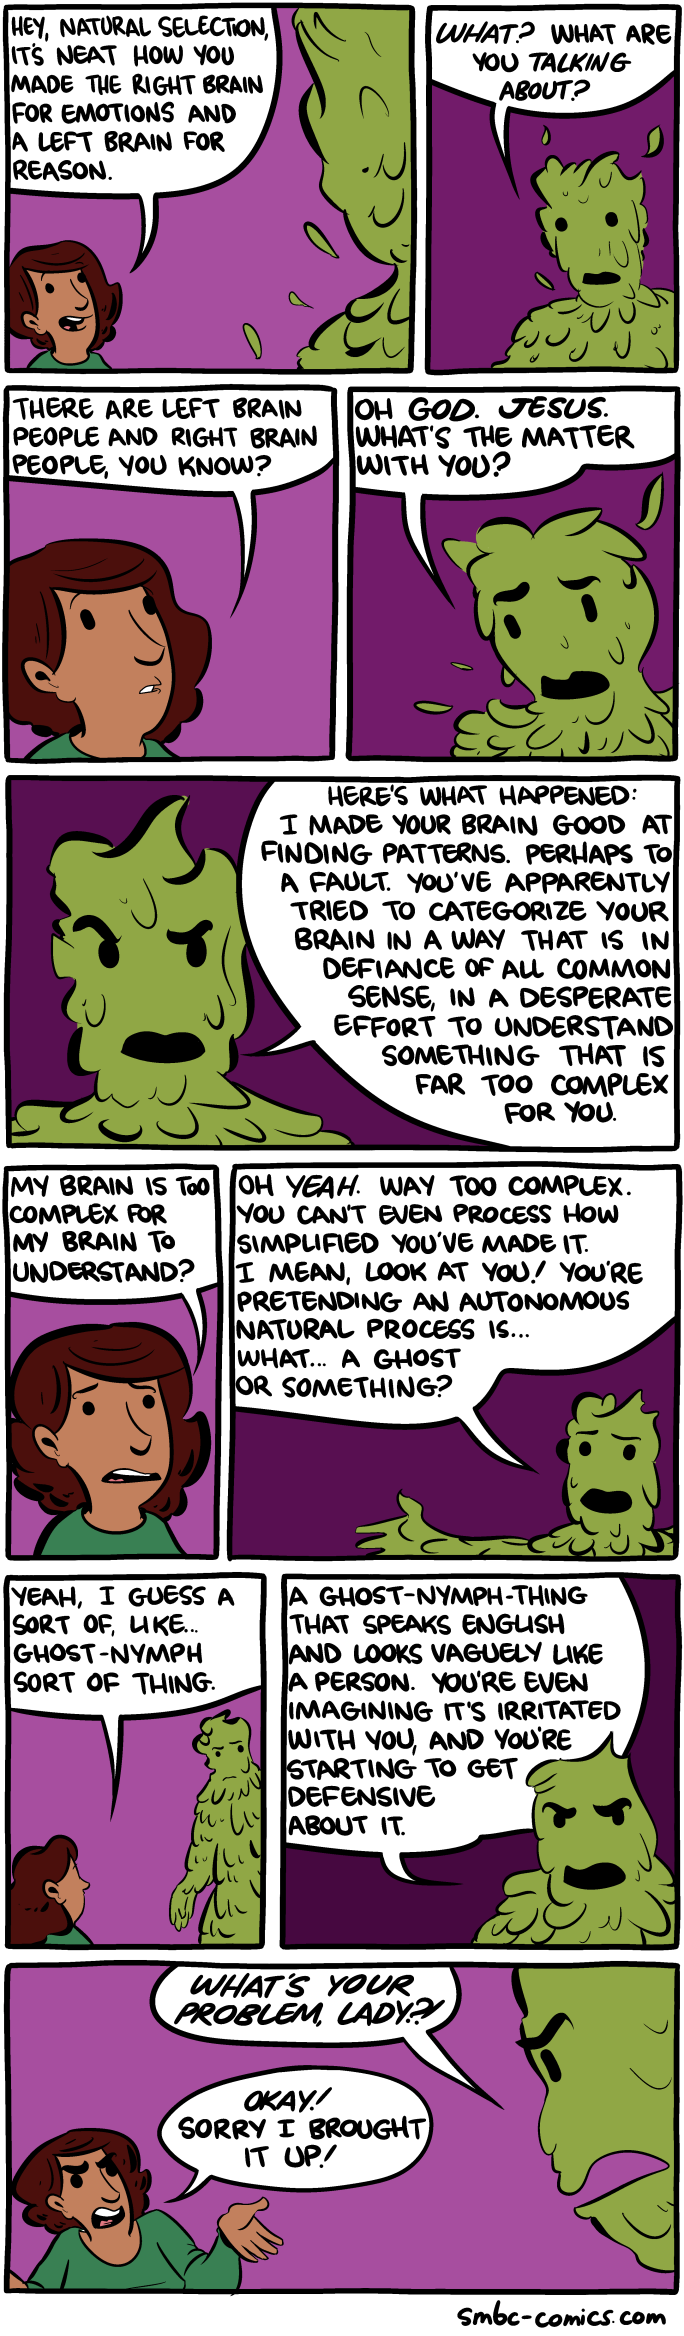 HEY, NATURAL SELECTION,
IT'S NEAT HOW YOU
MADE THE RIGHT BRAIN
FOR EMOTIONS AND
A LEFT BRAIN FOR
REASON.
WHAT? WHAT ARE
YOU TALKING
ABOUT?
THERE ARE LEFT BRAIN
PEOPLE AND RIGHT BRAIN
PEOPLE, YOU KNOW?
OH GOD. JESUS.
WHAT'S THE MATTER
WITH YOU?
HERE'S WHAT HAPPENED:
I MADE YOUR BRAIN GOOD AT
FINDING PATTERNS. PERHAPS TO
A FAULT. YOU'VE APPARENTLY
TRIED TO CATEGORIZE YOUR
BRAIN IN A WAY THAT IS IN
DEFIANCE OF ALL COMMON
SENSE, IN A DESPERATE
EFFORT TO UNDERSTAND
SOMETHING THAT IS
FAR TOO COMPLEX
FOR YOU.
MY BRAIN IS TOO
COMPLEX FOR
MY BRAIN TO
UNDERSTAND?
OH YEAH. WAY TOO COMPLEX.
YOU CAN'T EVEN PROCESS HOW
SIMPLIFIED YOU'VE MADE IT.
I MEAN, LOOK AT YOU! YOU'RE
PRETENDING AN AUTONOMOUS
NATURAL PROCESS IS...
WHAT... A GHOST
OR SOMETHING?
YEAH, I GUESS A
SORT OF, LIKE...
GHOST-NYMPH
SORT OF THING.
A GHOST-NYMPH-THING
THAT SPEAKS ENGLISH
AND LOOKS VAGUELY LIKE
A PERSON. YOU'RE EVEN
IMAGINING IT'S IRRITATED
WITH YOU, AND YOU'RE
STARTING TO GET
DEFENSIVE
ABOUT IT.
WHAT'S YOUR
PROBLEM, LADY?!
OKAY!
SORRY I BROUGHT
IT UP!
smbc-comics.com